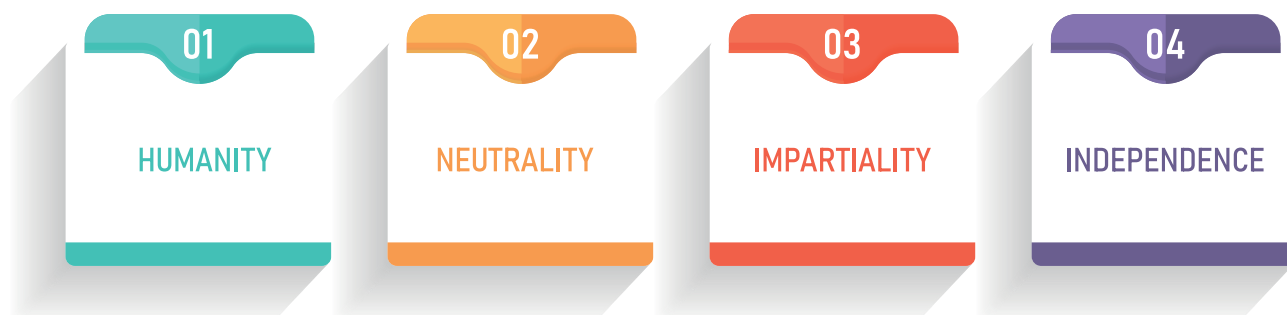 01
HUMANITY
02
NEUTRALITY
03
IMPARTIALITY
04
INDEPENDENCE